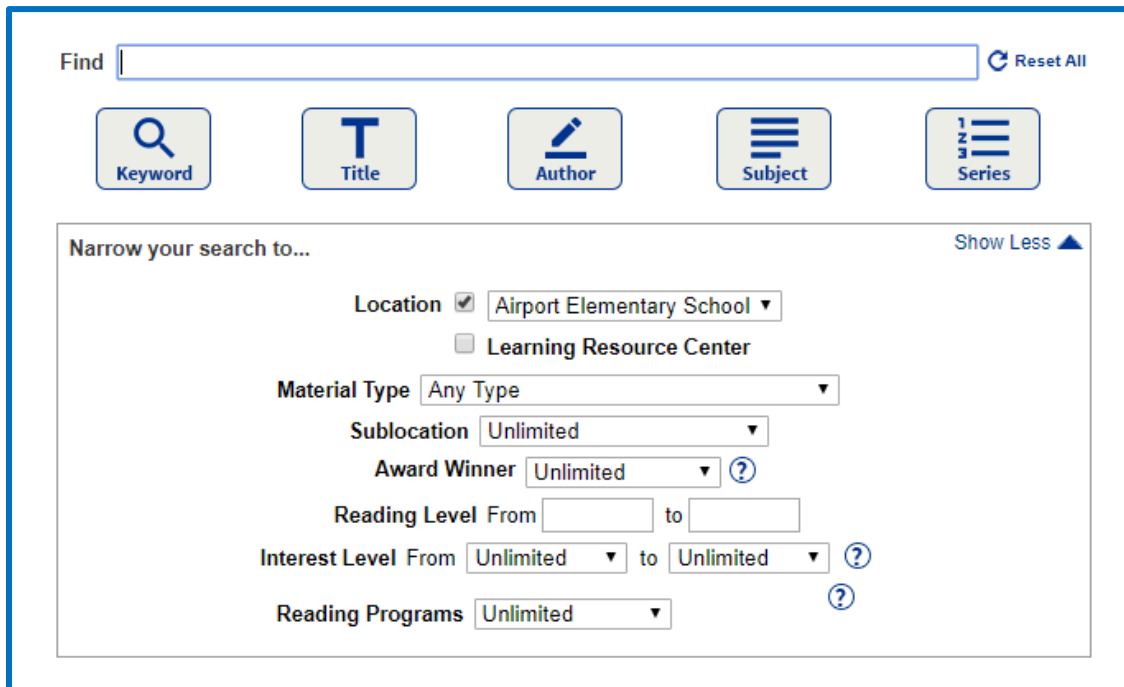 Find Reset All
Keyword Title Author Subject Series
Narrow your search to... Show Less
Location Airport Elementary School
Learning Resource Center
Material Type Any Type
Sublocation Unlimited
Award Winner Unlimited ?
Reading Level From to
Interest Level From Unlimited to Unlimited ?
?
Reading Programs Unlimited